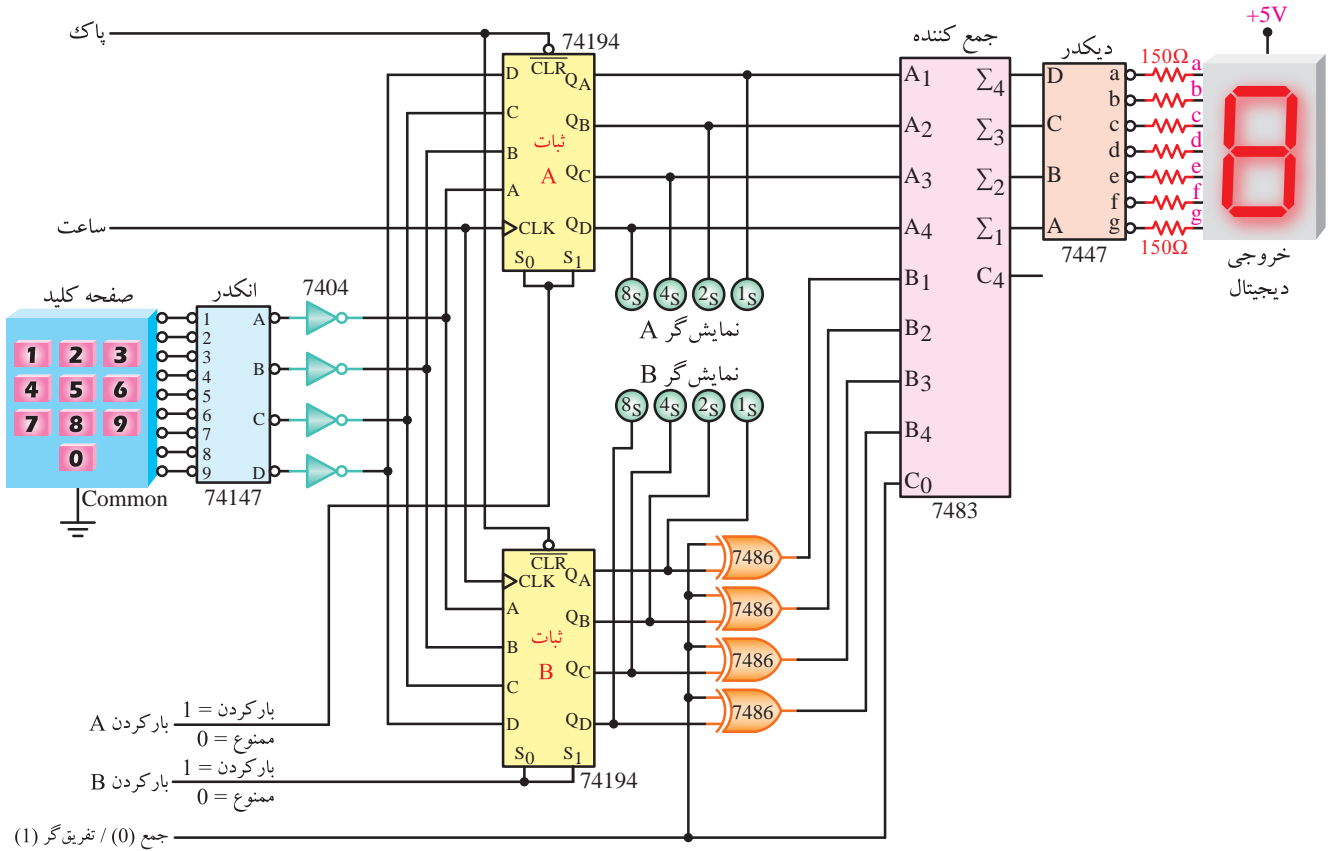 پاک
ساعت
صفحه کلید
1 2 3
4 5 6
7 8 9
0
Common
انکدر
1
2
3
4
5
6
7
8
9
A
B
C
D
74147
7404
74194
CLR
D
C
B
A
CLK
S0 S1
QA
QB
QC
QD
ثبات
A
8s 4s 2s 1s
نمایش‌گر A
نمایش‌گر B
8s 4s 2s 1s
CLR
CLK
A
B
C
D
S0 S1
QA
QB
QC
QD
ثبات
B
74194
7486
7486
7486
7486
جمع کننده
A1
A2
A3
A4
B1
B2
B3
B4
C0
∑4
∑3
∑2
∑1
C4
7483
دیکدر
D
C
B
A
a
b
c
d
e
f
g
7447
150Ω
150Ω
a
b
c
d
e
f
g
+5V
8
خروجی
دیجیتال
بارکردن A
بارکردن = 1
ممنوع = 0
بارکردن B
بارکردن = 1
ممنوع = 0
جمع (0) / تفریق‌گر (1)